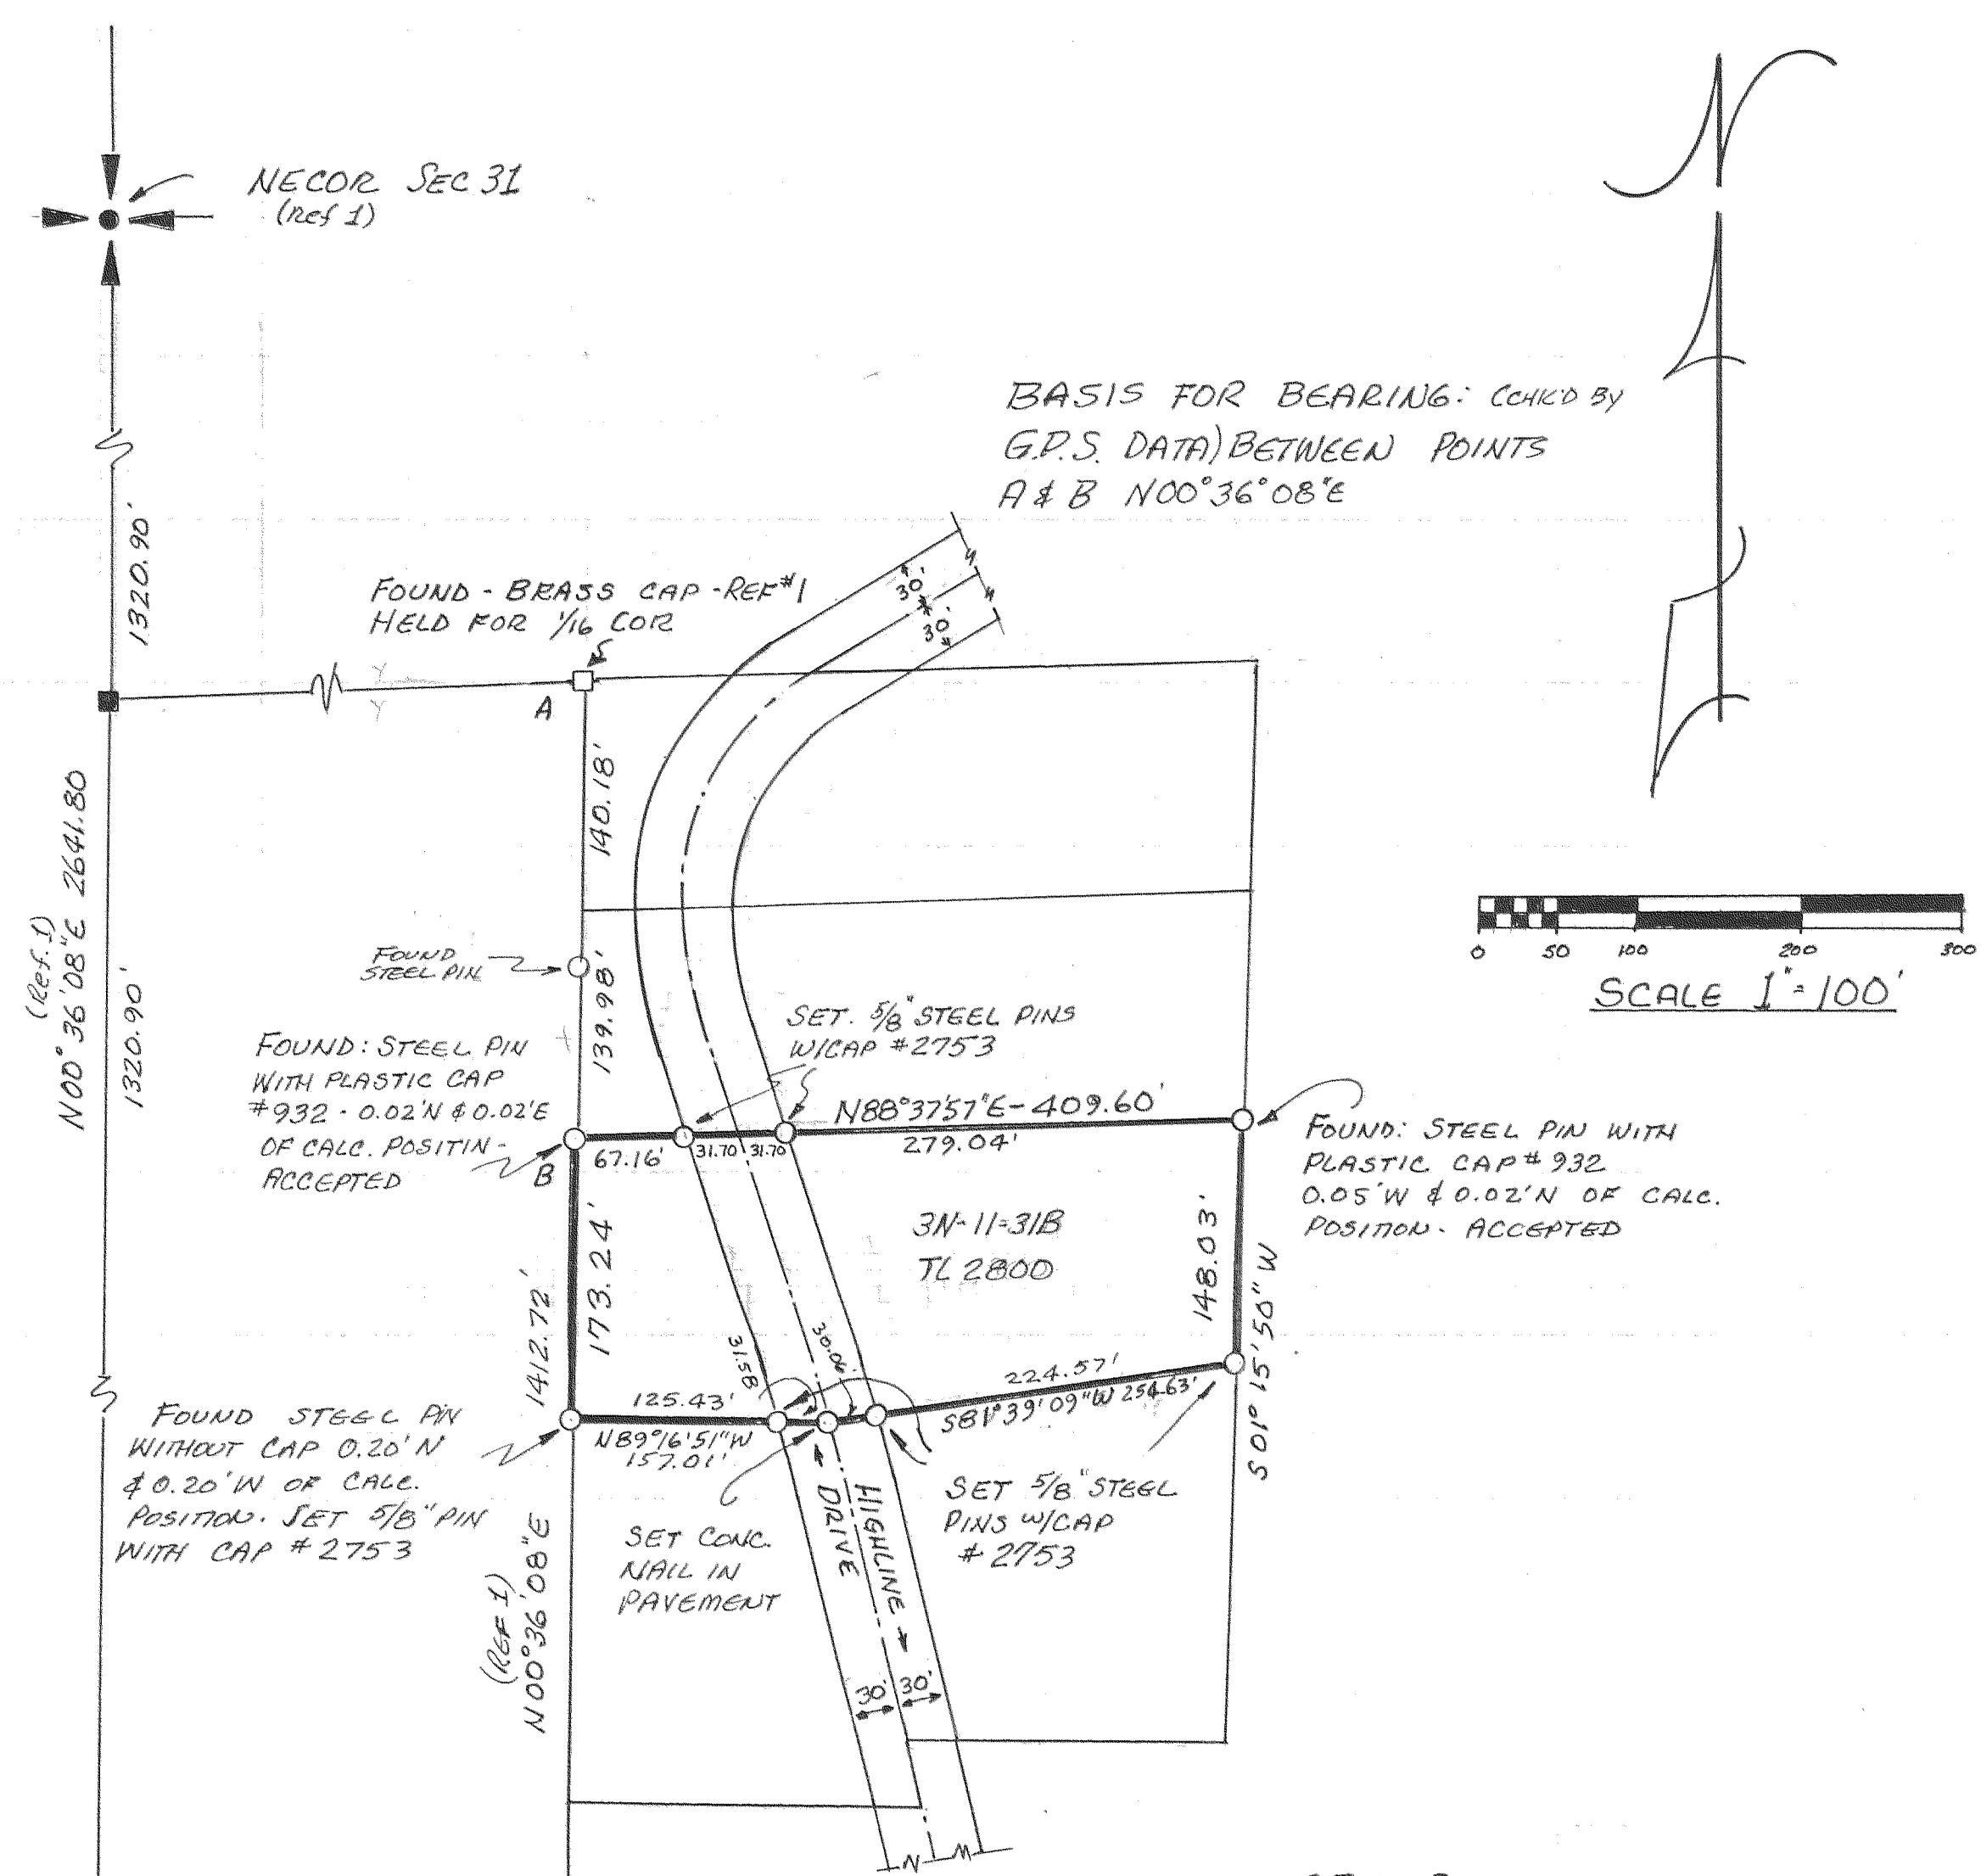 NECOR SEC 31
(Ref 1)
BASIS FOR BEARING: (CHK'D BY
G.P.S. DATA) BETWEEN POINTS
A & B N00°36°08"E
1320.90'
FOUND - BRASS CAP - REF #1
HELD FOR 1/16 COR
30'
30'
A
140.18'
(Ref. 1)
N00°36'08"E 2641.80
1320.90'
FOUND
STEEL PIN
139.98'
0 50 100 200 300
SCALE 1"=100'
SET. 5/8" STEEL PINS
W/CAP #2753
FOUND: STEEL PIN
WITH PLASTIC CAP
#932 - 0.02'N & 0.02'E
OF CALC. POSITIN -
ACCEPTED
B
N88°37'57"E - 409.60'
67.16' 31.70 31.70 279.04'
FOUND: STEEL PIN WITH
PLASTIC CAP # 932
0.05'W & 0.02'N OF CALC.
POSITION - ACCEPTED
3N-11=31B
TL 2800
173.24'
1412.72'
148.03'
S 01° 15' 50" W
31.58
30.06'
125.43'
N89°16'51"W
157.01'
224.57'
S81°39'09"W 254.63'
FOUND STEEL PIN
WITHOUT CAP 0.20'N
& 0.20'W OF CALC.
POSITION. SET 5/8" PIN
WITH CAP #2753
SET CONC.
NAIL IN
PAVEMENT
HIGHLINE
DRIVE
SET 5/8" STEEL
PINS W/CAP
# 2753
(REF 1)
N00°36'08"E
30' 30'